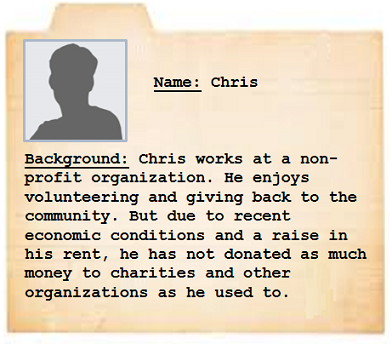 Name: Chris
Background: Chris works at a non-
profit organization. He enjoys
volunteering and giving back to the
community. But due to recent
economic conditions and a raise in
his rent, he has not donated as much
money to charities and other
organizations as he used to.